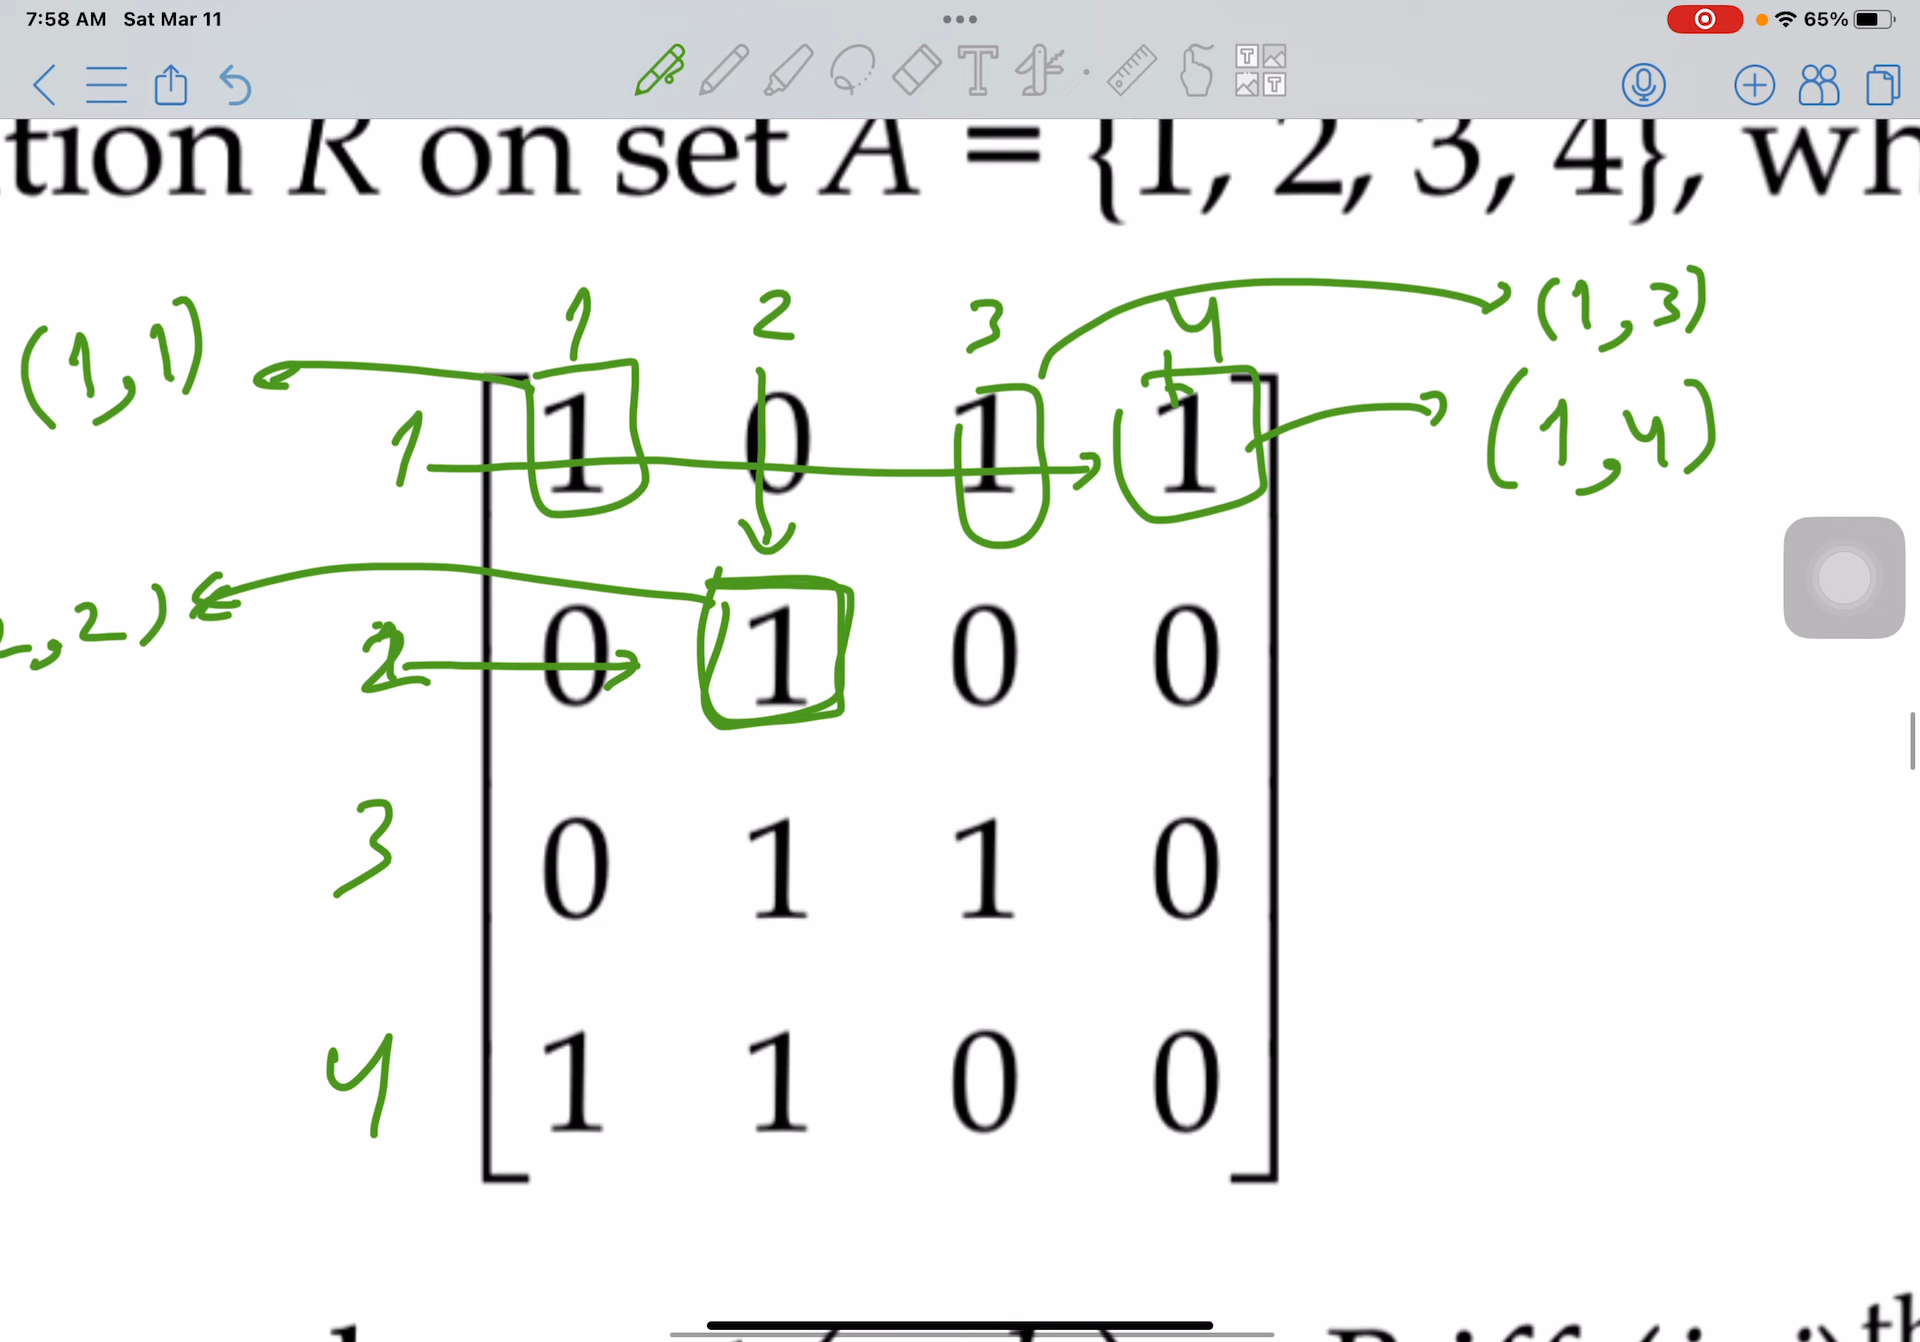 7:58 AM Sat Mar 11 65%
T T T
tion R on set A = {1, 2, 3, 4}, wh
1 2 3 4 (1,3)
(1,1)
1 1 0 1 1 (1,4)
,2) 2 0 1 0 0
3 0 1 1 0
4 1 1 0 0